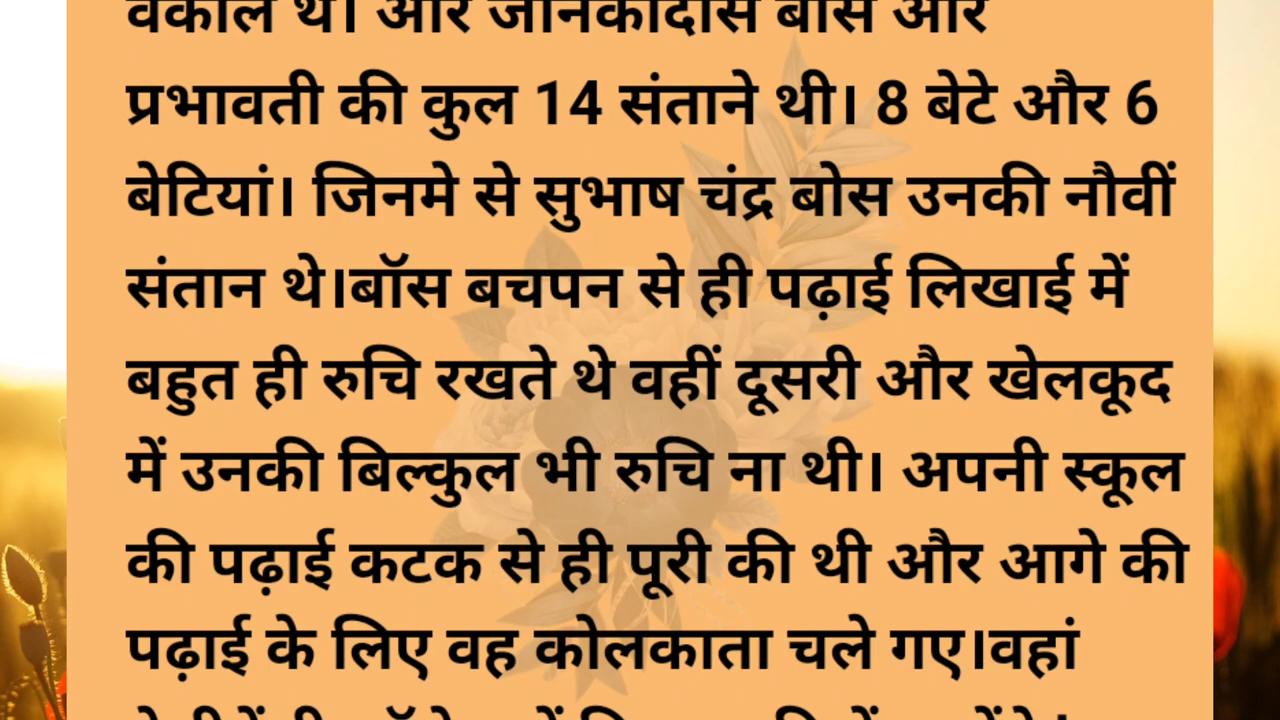 वकील थे। और जानकीदास बोस और
प्रभावती की कुल 14 संताने थी। 8 बेटे और 6
बेटियां। जिनमे से सुभाष चंद्र बोस उनकी नौवीं
संतान थे।बॉस बचपन से ही पढ़ाई लिखाई में
बहुत ही रुचि रखते थे वहीं दूसरी और खेलकूद
में उनकी बिल्कुल भी रुचि ना थी। अपनी स्कूल
की पढ़ाई कटक से ही पूरी की थी और आगे की
पढ़ाई के लिए वह कोलकाता चले गए।वहां